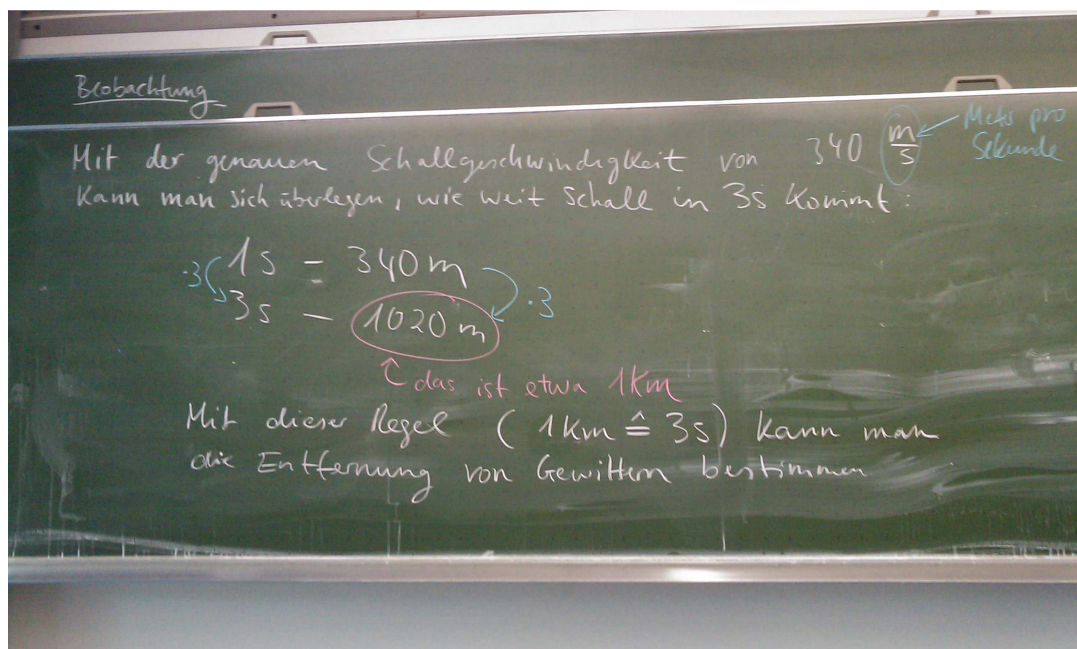 Beobachtung
Mit der genauen Schallgeschwindigkeit von 340 m/s ← Meter pro Sekunde
kann man sich überlegen, wie weit Schall in 3s kommt:
·3 1s – 340m ·3
3s – 1020m
das ist etwa 1km
Mit dieser Regel ( 1km ≙ 3s) kann man
die Entfernung von Gewittern bestimmen